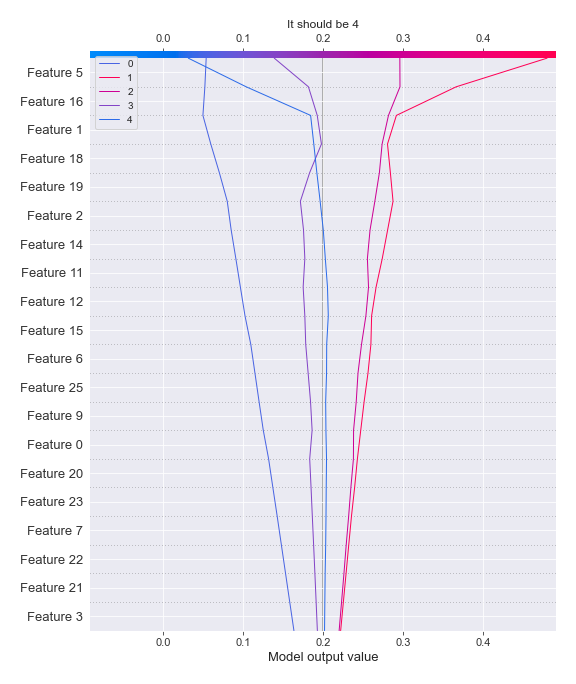 It should be 4
0.0 0.1 0.2 0.3 0.4
0
1
2
3
4
Feature 5
Feature 16
Feature 1
Feature 18
Feature 19
Feature 2
Feature 14
Feature 11
Feature 12
Feature 15
Feature 6
Feature 25
Feature 9
Feature 0
Feature 20
Feature 23
Feature 7
Feature 22
Feature 21
Feature 3
0.0 0.1 0.2 0.3 0.4
Model output value